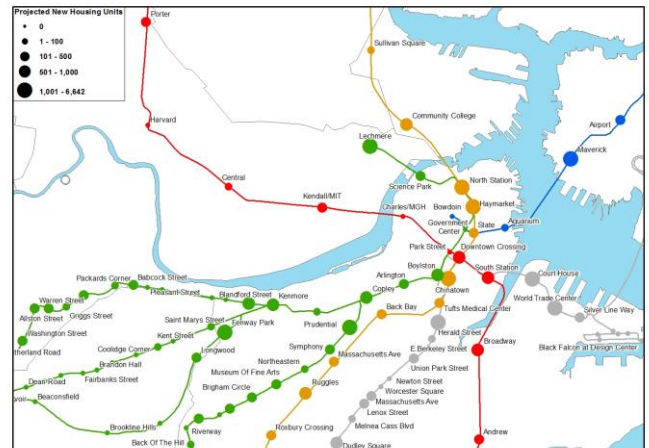 Projected New Housing Units
0
1 - 100
101 - 500
501 - 1,000
1,001 - 6,642
Porter
Sullivan Square
Harvard
Community College
Airport
Lechmere
Maverick
Central
Science Park
North Station
Kendall/MIT
Charles/MGH
Bowdoin
Haymarket
Government
Center
State
Aquarium
Park Street
Downtown Crossing
Boylston
South Station
Court House
Arlington
Chinatown
World Trade Center
Silver Line Way
Packards Corner
Babcock Street
Pleasant Street
Blandford Street
Kenmore
Copley
Warren Street
Griggs Street
Allston Street
Washington Street
therland Road
Saint Marys Street
Kent Street
Fenway Park
Prudential
Back Bay
Tufts Medical Center
Herald Street
Black Falcon at Design Center
Coolidge Corner
Longwood
Symphony
Massachusetts Ave
E.Berkeley Street
Broadway
Brandon Hall
Northeastern
Union Park Street
Fairbanks Street
Museum Of Fine Arts
Newton Street
Dean Road
Brigham Circle
Ruggles
Worcester Square
Massachusetts Ave
Beaconsfield
Lenox Street
Brookline Hills
Riverway
Roxbury Crossing
Melnea Cass Blvd
Back Of The Hill
Dudley Square
Andrew